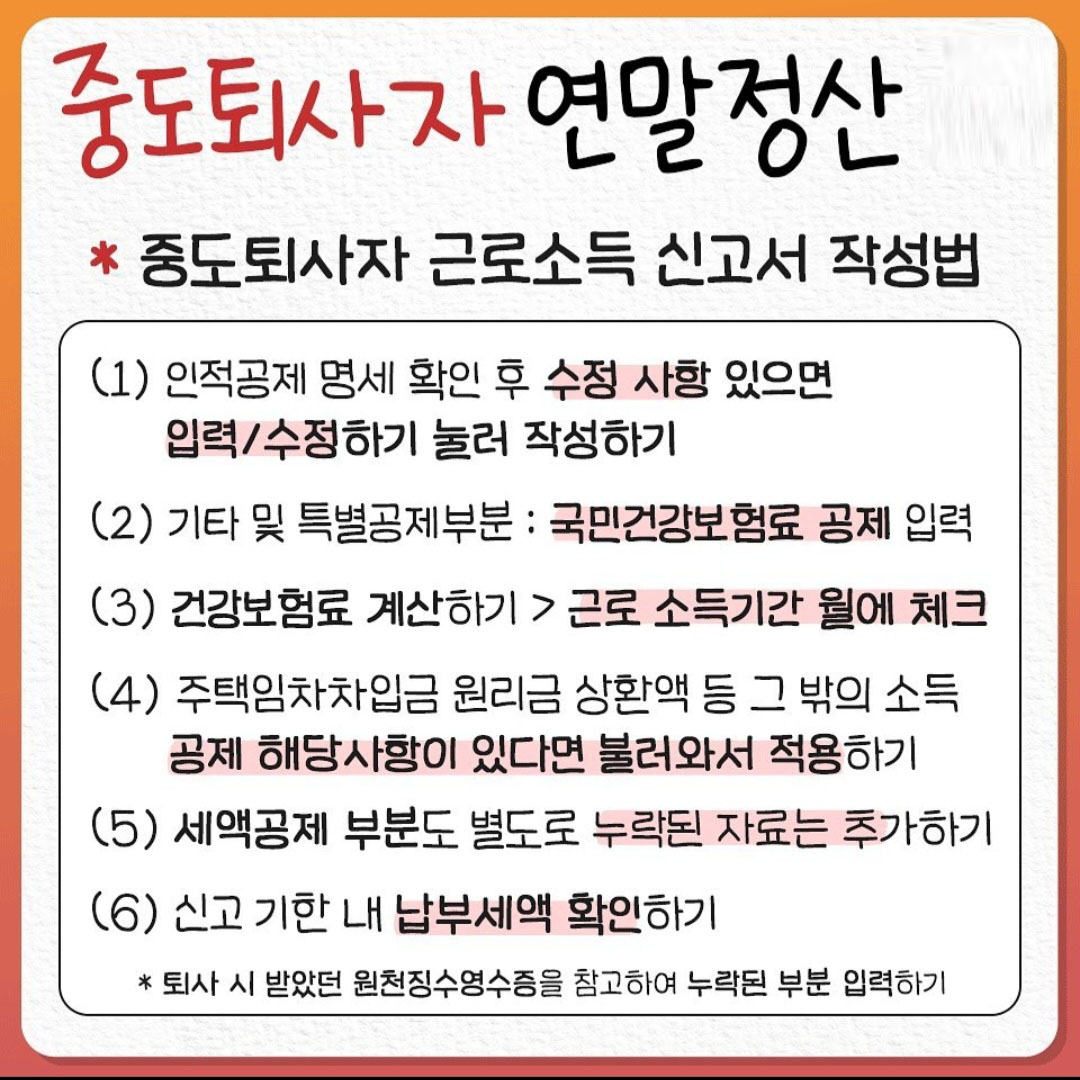 중도퇴사자 연말정산
* 중도퇴사자 근로소득 신고서 작성법
(1) 인적공제 명세 확인 후 수정 사항 있으면
입력/수정하기 눌러 작성하기
(2) 기타 및 특별공제부분 : 국민건강보험료 공제 입력
(3) 건강보험료 계산하기 > 근로 소득기간 월에 체크
(4) 주택임차차입금 원리금 상환액 등 그 밖의 소득
공제 해당사항이 있다면 불러와서 적용하기
(5) 세액공제 부분도 별도로 누락된 자료는 추가하기
(6) 신고 기한 내 납부세액 확인하기
* 퇴사 시 받았던 원천징수영수증을 참고하여 누락된 부분 입력하기